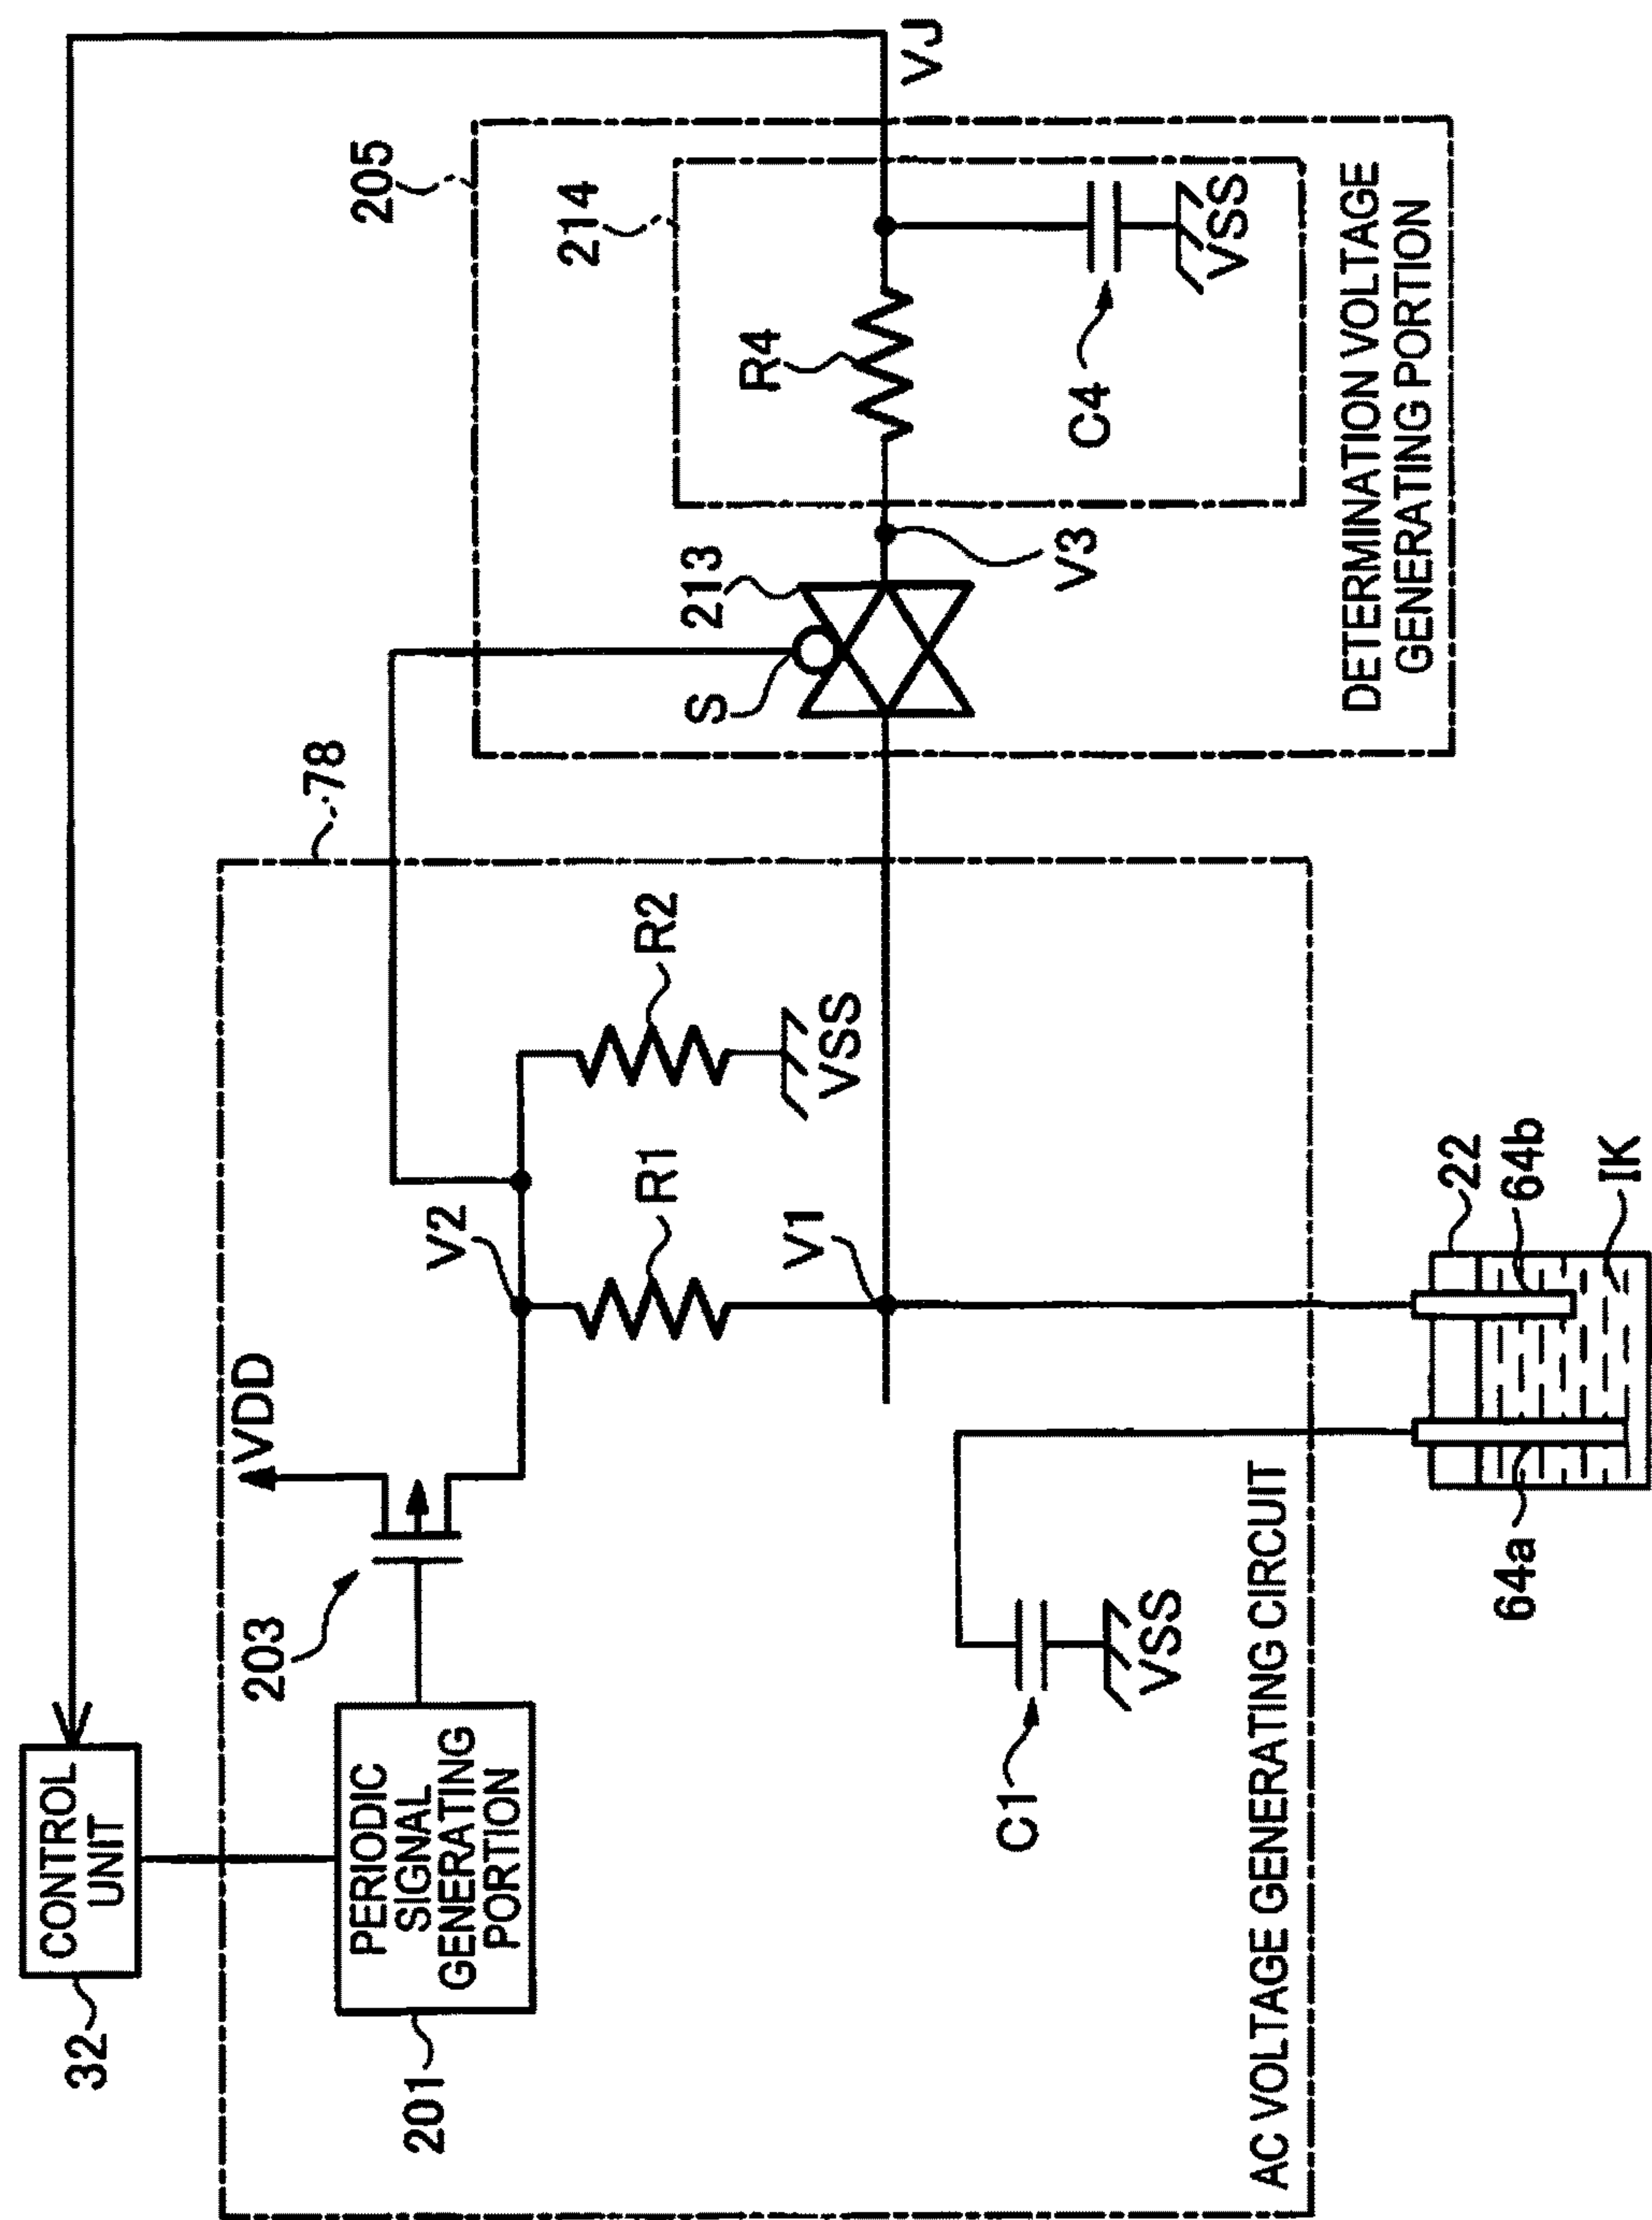 CONTROL
UNIT
32
PERIODIC
SIGNAL
GENERATING
PORTION
201
203
VDD
V2
R1
R2
VSS
V1
C1
VSS
AC VOLTAGE GENERATING CIRCUIT
78
64a
64b
22
IK
205
214
213
S
V3
R4
C4
VSS
VJ
DETERMINATION VOLTAGE
GENERATING PORTION